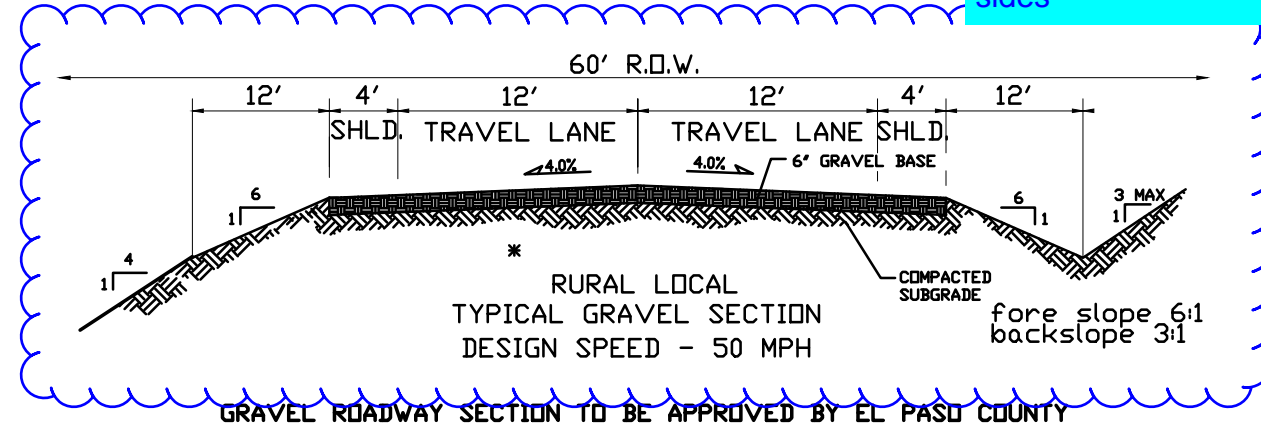 sides
60' R.O.W.
12' 4' 12' 12' 4' 12'
SHLD. TRAVEL LANE TRAVEL LANE SHLD.
4.0% 4.0% 6" GRAVEL BASE
6 6 3 MAX
1 1 1
4
1
*
COMPACTED
SUBGRADE
RURAL LOCAL
TYPICAL GRAVEL SECTION
DESIGN SPEED - 50 MPH
fore slope 6:1
backslope 3:1
GRAVEL ROADWAY SECTION TO BE APPROVED BY EL PASO COUNTY